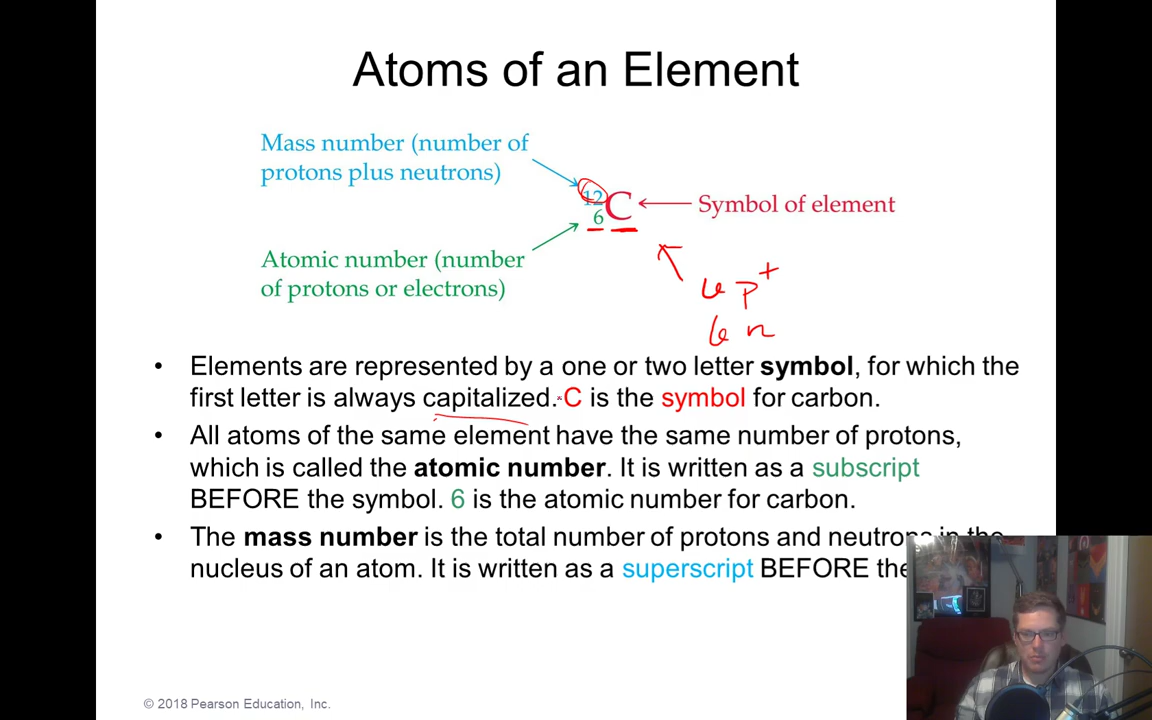 Atoms of an Element
Mass number (number of
protons plus neutrons)
12
6
C
Symbol of element
Atomic number (number
of protons or electrons)
6 p+
6 n
• Elements are represented by a one or two letter symbol, for which the
first letter is always capitalized. C is the symbol for carbon.
• All atoms of the same element have the same number of protons,
which is called the atomic number. It is written as a subscript
BEFORE the symbol. 6 is the atomic number for carbon.
• The mass number is the total number of protons and neutrons in the
nucleus of an atom. It is written as a superscript BEFORE the
© 2018 Pearson Education, Inc.